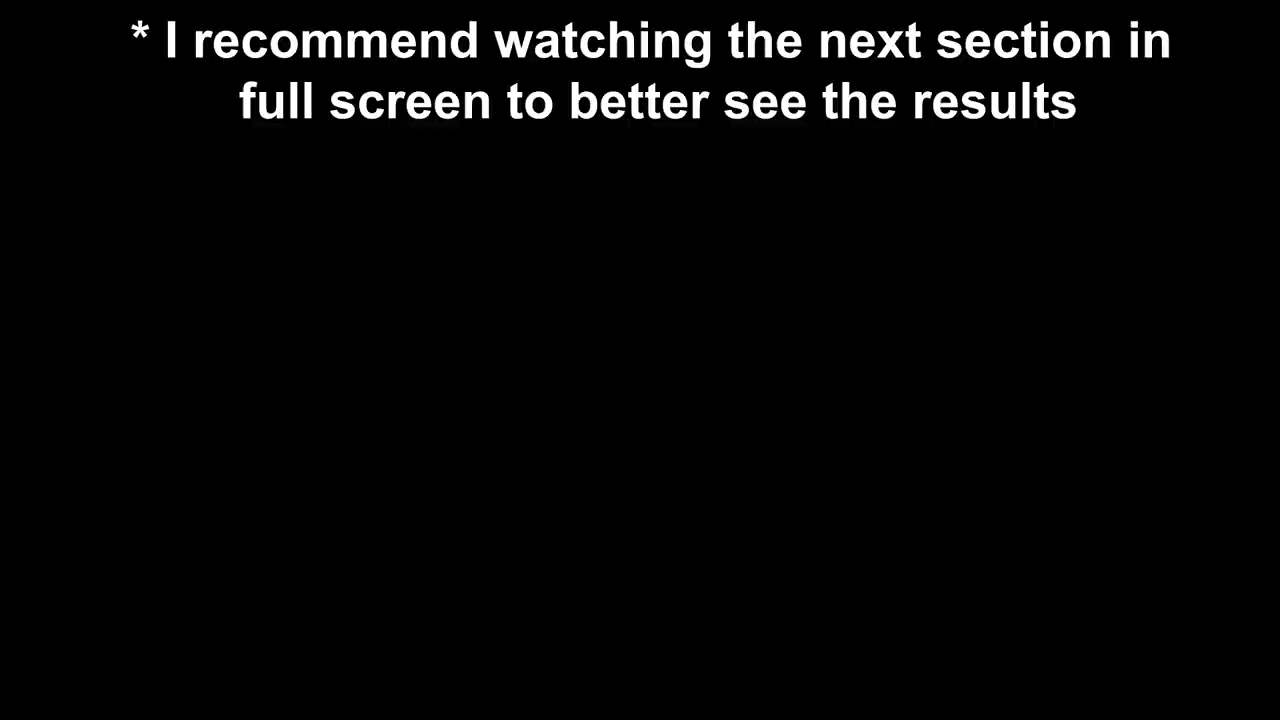 * I recommend watching the next section in
full screen to better see the results